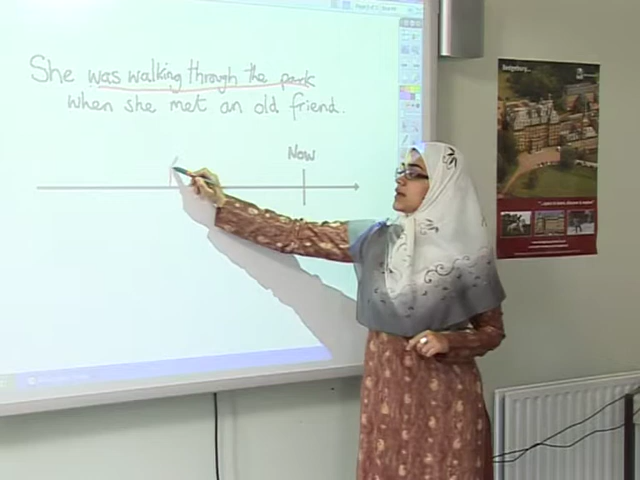 She was walking through the park
when she met an old friend.
Now